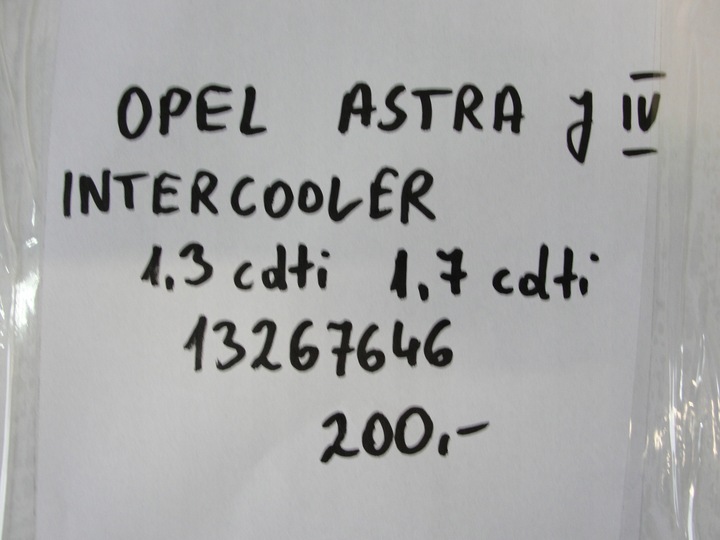 OPEL ASTRA J IV
INTERCOOLER
1.3 cdti 1,7 cdti
13267646
200.-